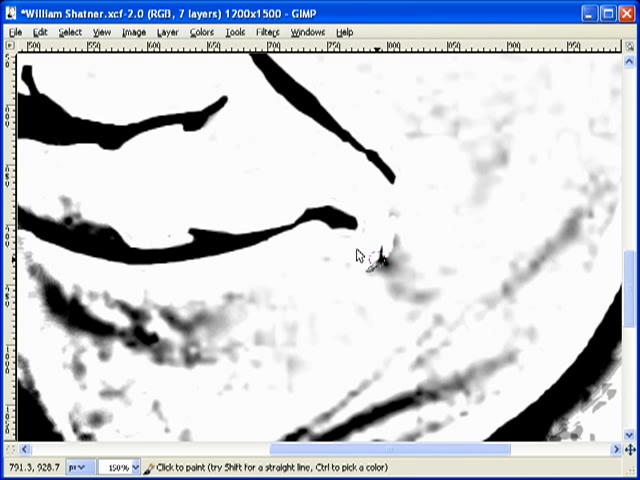 *William Shatner.xcf-2.0 (RGB, 7 layers) 1200x1500 - GIMP
File Edit Select View Image Layer Colors Tools Filters Windows Help
500 550 600 650 700 750 800 850 900 950
791.3, 928.7 px 150% Click to paint (try Shift for a straight line, Ctrl to pick a color)